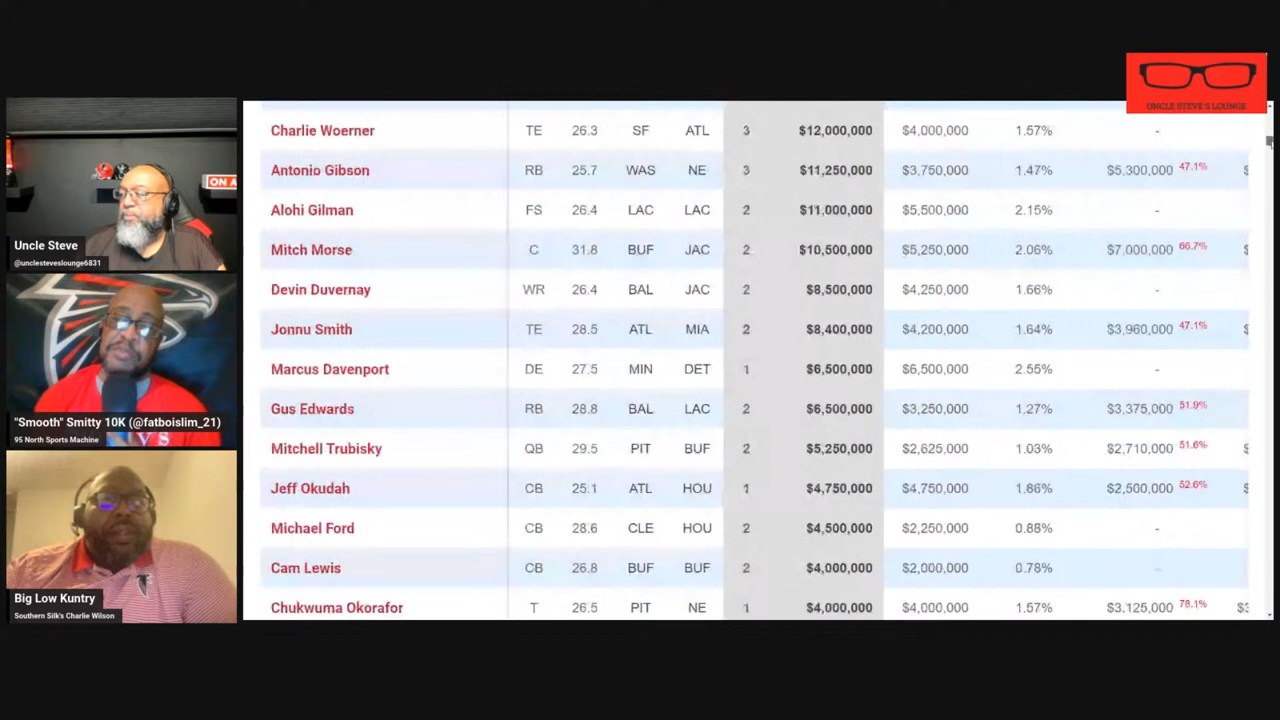 UNCLE STEVE'S LOUNGE
ON A
Uncle Steve
@unclesteveslounge6831
"Smooth" Smitty 10K (@fatboislim_21)
95 North Sports Machine
VS
Big Low Kuntry
Southern Silk's Charlie Wilson
Charlie Woerner TE 26.3 SF ATL 3 $12,000,000 $4,000,000 1.57% -
Antonio Gibson RB 25.7 WAS NE 3 $11,250,000 $3,750,000 1.47% $5,300,000 47.1% $
Alohi Gilman FS 26.4 LAC LAC 2 $11,000,000 $5,500,000 2.15% -
Mitch Morse C 31.8 BUF JAC 2 $10,500,000 $5,250,000 2.06% $7,000,000 66.7% $
Devin Duvernay WR 26.4 BAL JAC 2 $8,500,000 $4,250,000 1.66% -
Jonnu Smith TE 28.5 ATL MIA 2 $8,400,000 $4,200,000 1.64% $3,960,000 47.1% $
Marcus Davenport DE 27.5 MIN DET 1 $6,500,000 $6,500,000 2.55% -
Gus Edwards RB 28.8 BAL LAC 2 $6,500,000 $3,250,000 1.27% $3,375,000 51.9% $
Mitchell Trubisky QB 29.5 PIT BUF 2 $5,250,000 $2,625,000 1.03% $2,710,000 51.6% $
Jeff Okudah CB 25.1 ATL HOU 1 $4,750,000 $4,750,000 1.86% $2,500,000 52.6% $
Michael Ford CB 28.6 CLE HOU 2 $4,500,000 $2,250,000 0.88% -
Cam Lewis CB 26.8 BUF BUF 2 $4,000,000 $2,000,000 0.78% -
Chukwuma Okorafor T 26.5 PIT NE 1 $4,000,000 $4,000,000 1.57% $3,125,000 78.1% $3